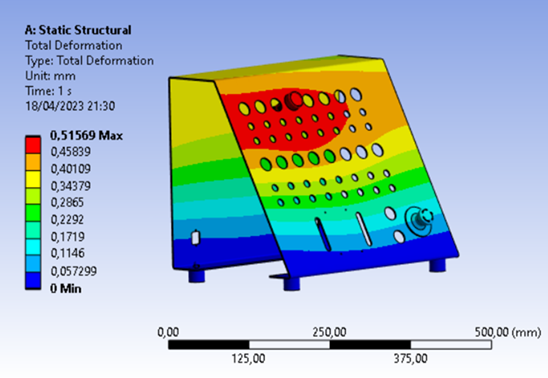 A: Static Structural
Total Deformation
Type: Total Deformation
Unit: mm
Time: 1 s
18/04/2023 21:30
0,51569 Max
0,45839
0,40109
0,34379
0,2865
0,2292
0,1719
0,1146
0,057299
0 Min
0,00 250,00 500,00 (mm)
125,00 375,00